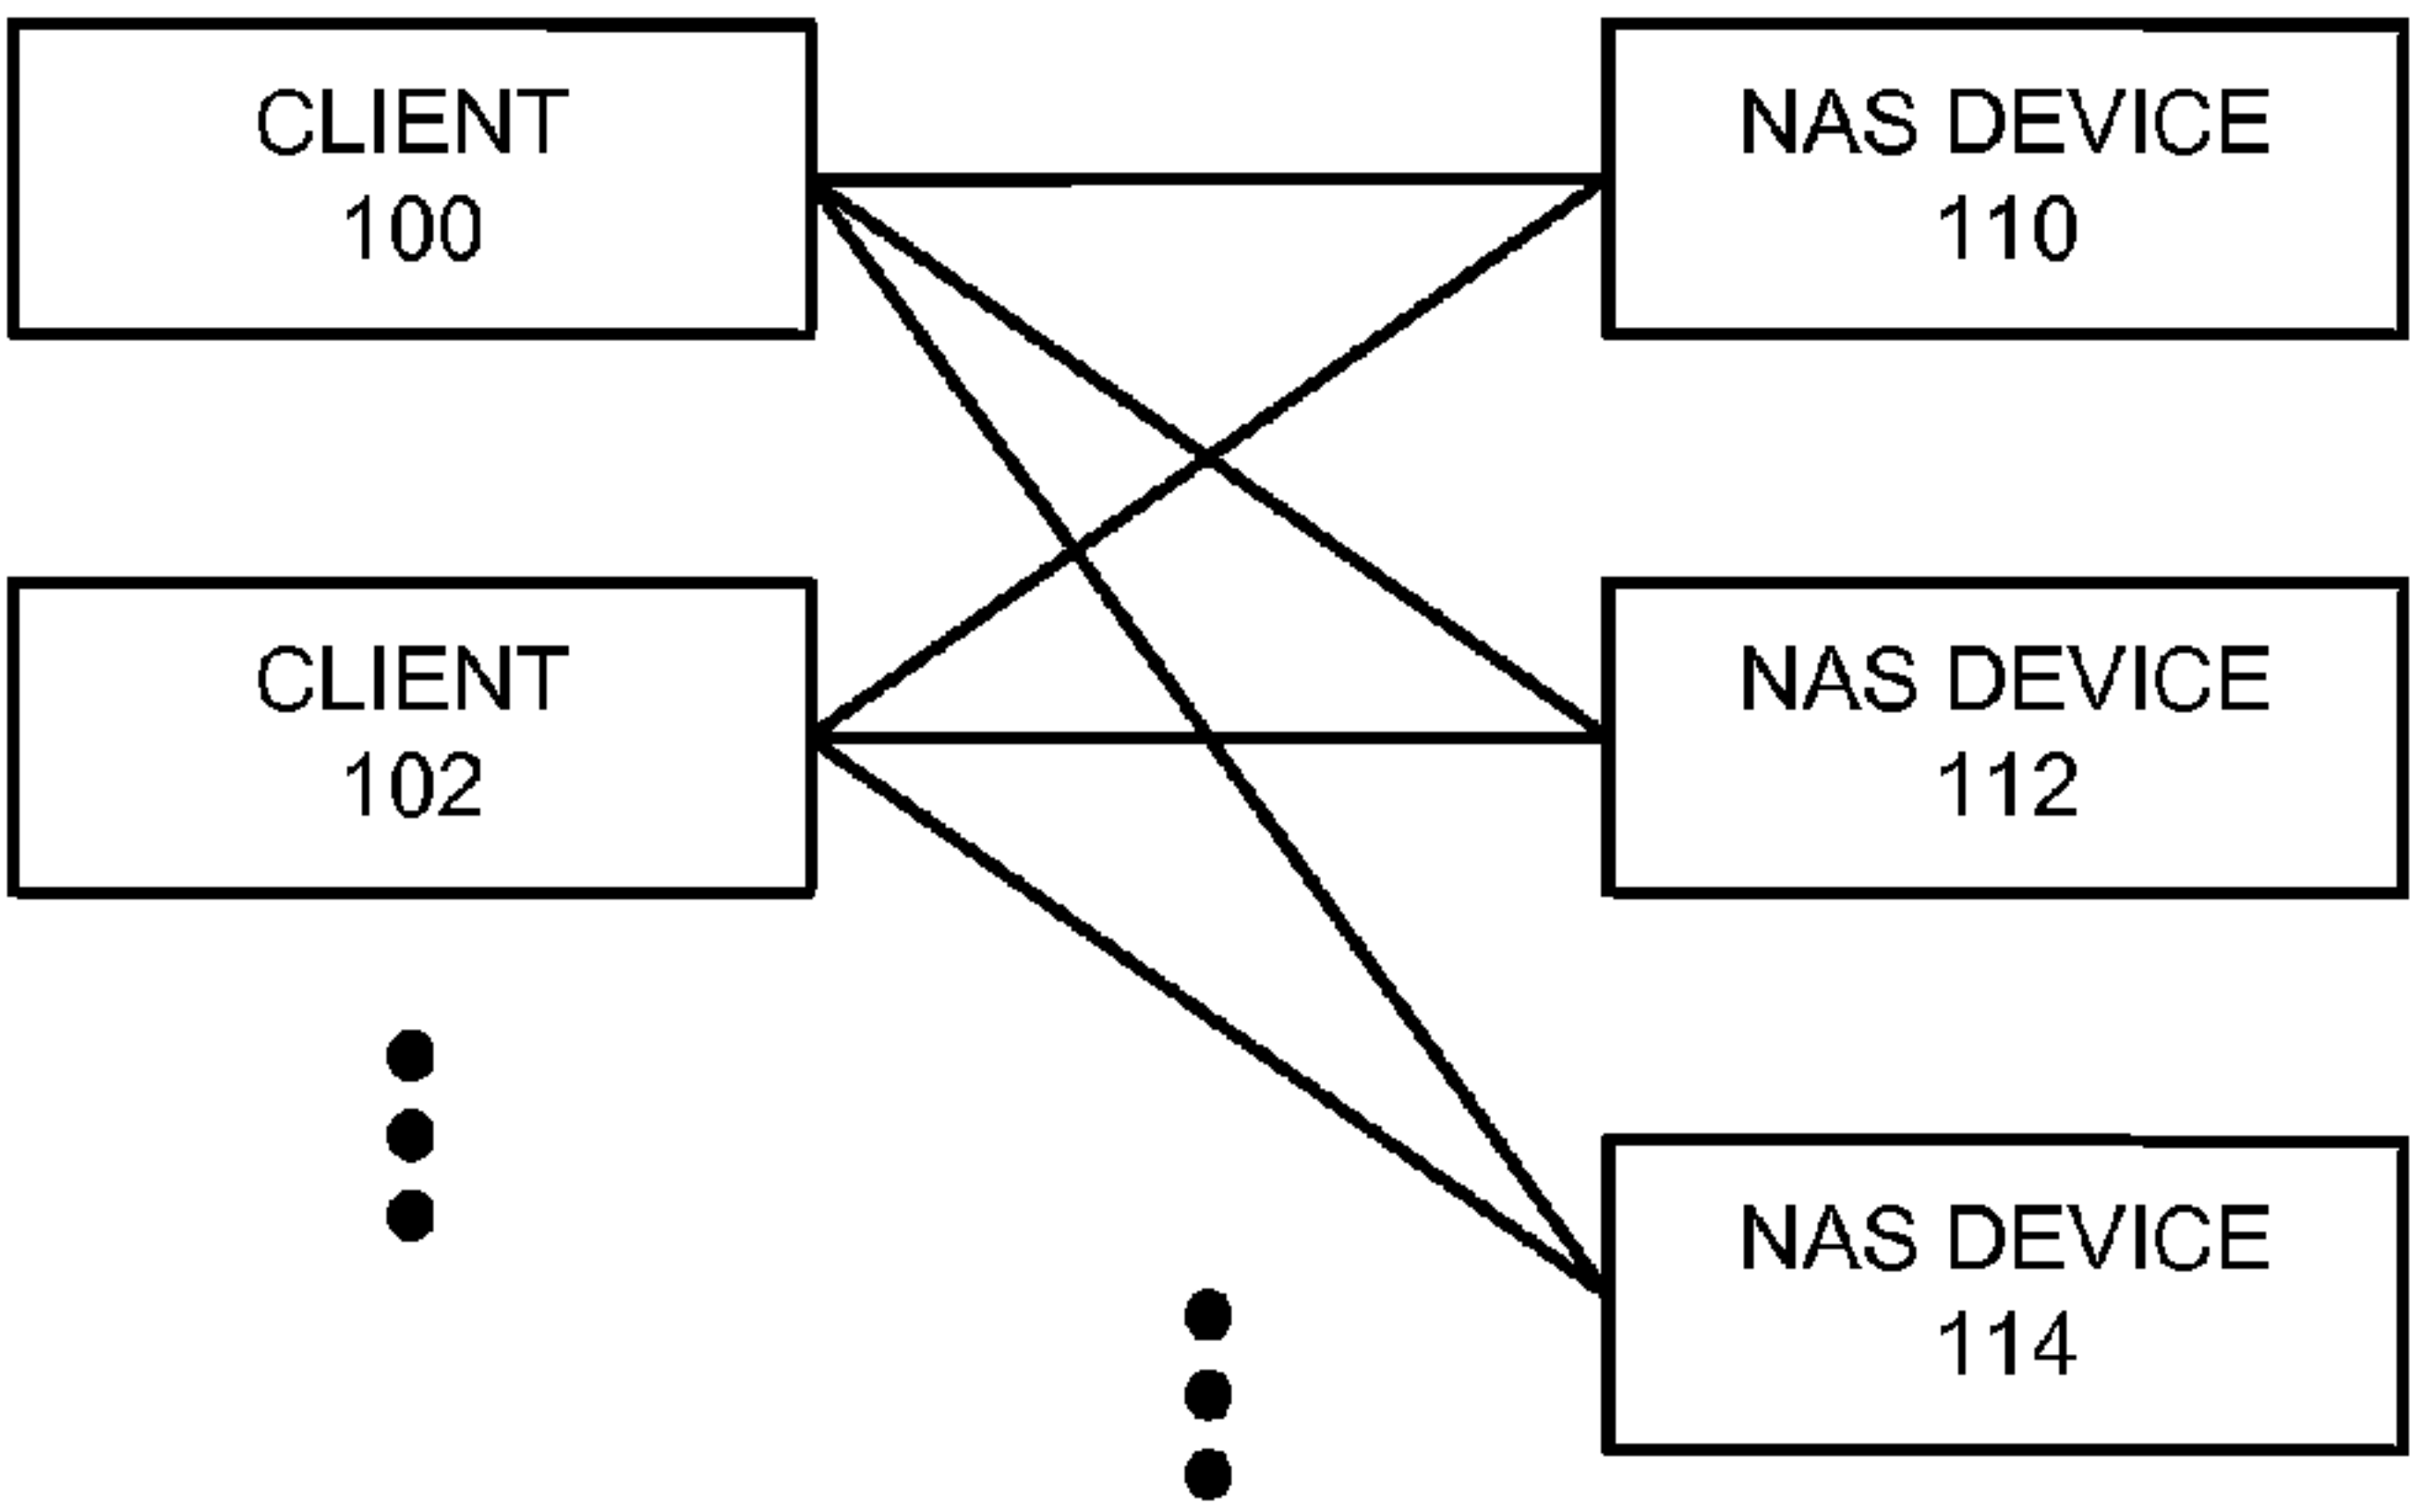 CLIENT
100
NAS DEVICE
110
CLIENT
102
NAS DEVICE
112
NAS DEVICE
114